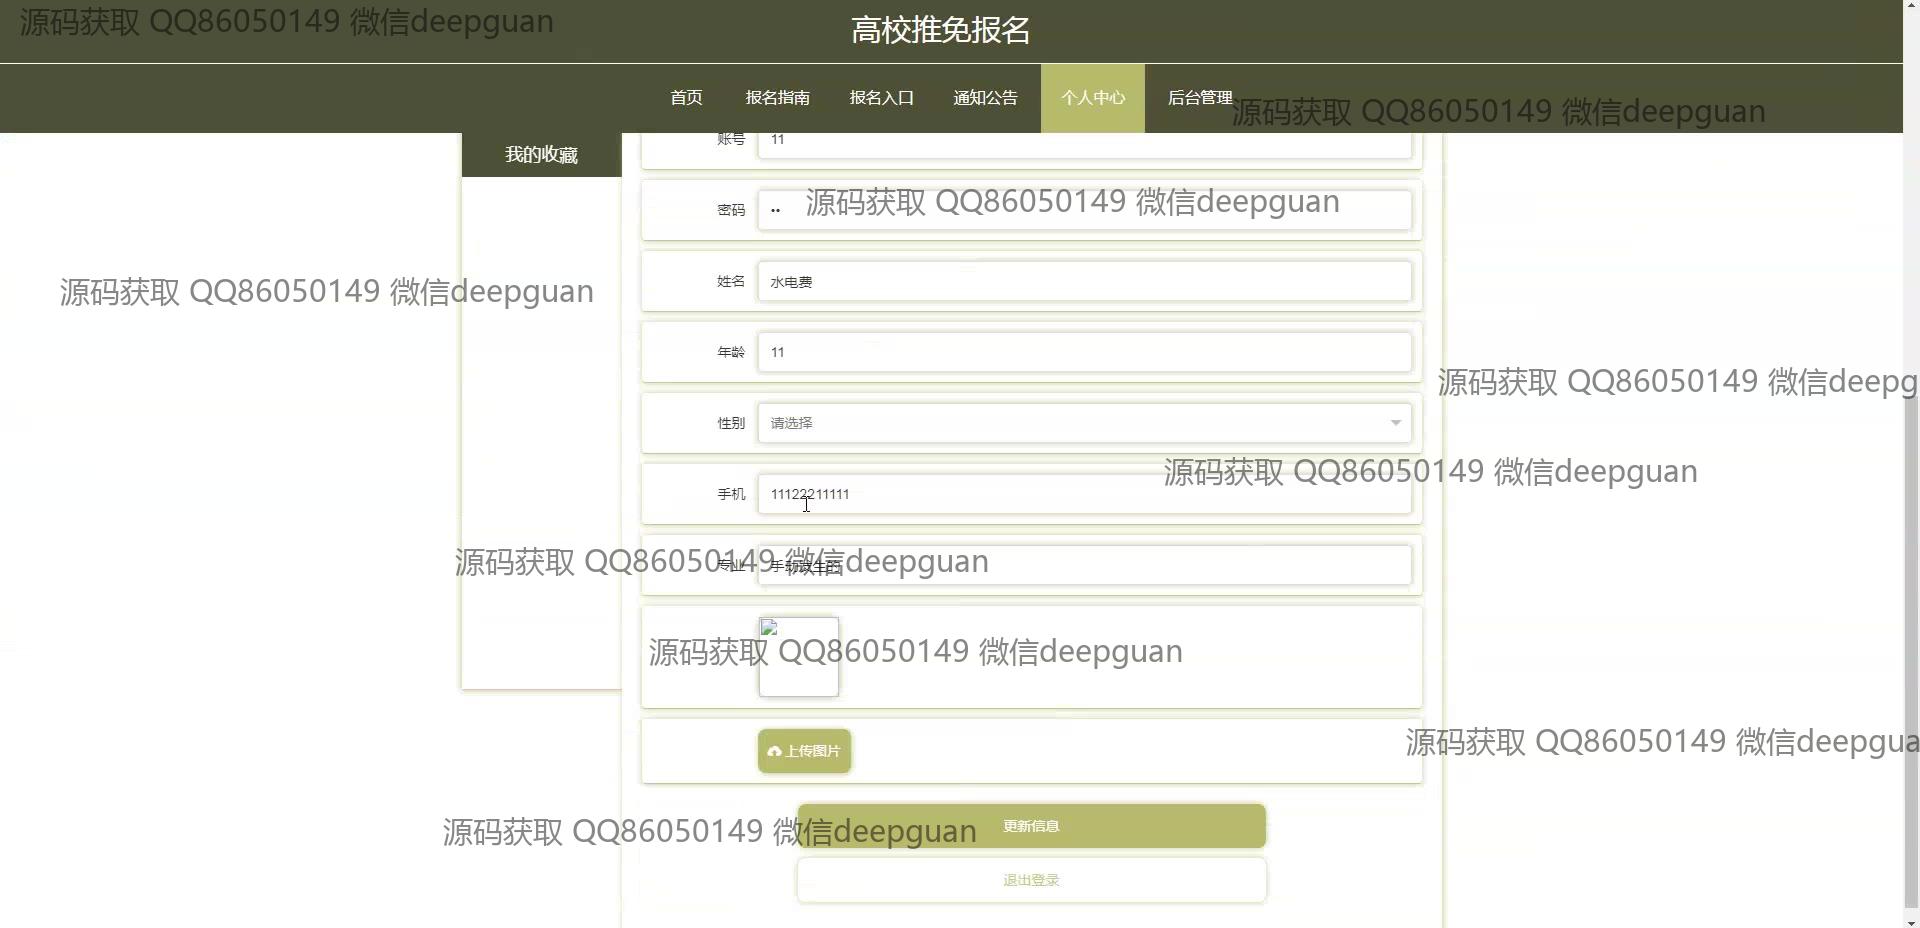 源码获取 QQ86050149 微信deepguan
高校推免报名
首页 报名指南 报名入口 通知公告 个人中心 后台管理
源码获取 QQ86050149 微信deepguan
我的收藏
账号 11
密码 ••
源码获取 QQ86050149 微信deepguan
姓名 水电费
源码获取 QQ86050149 微信deepguan
年龄 11
源码获取 QQ86050149 微信deepg
性别 请选择
源码获取 QQ86050149 微信deepguan
手机 11122211111
源码获取 QQ86050149 微信deepguan
专业
源码获取 QQ86050149 微信deepguan
上传图片
源码获取 QQ86050149 微信deepgua
更新信息
源码获取 QQ86050149 微信deepguan
退出登录